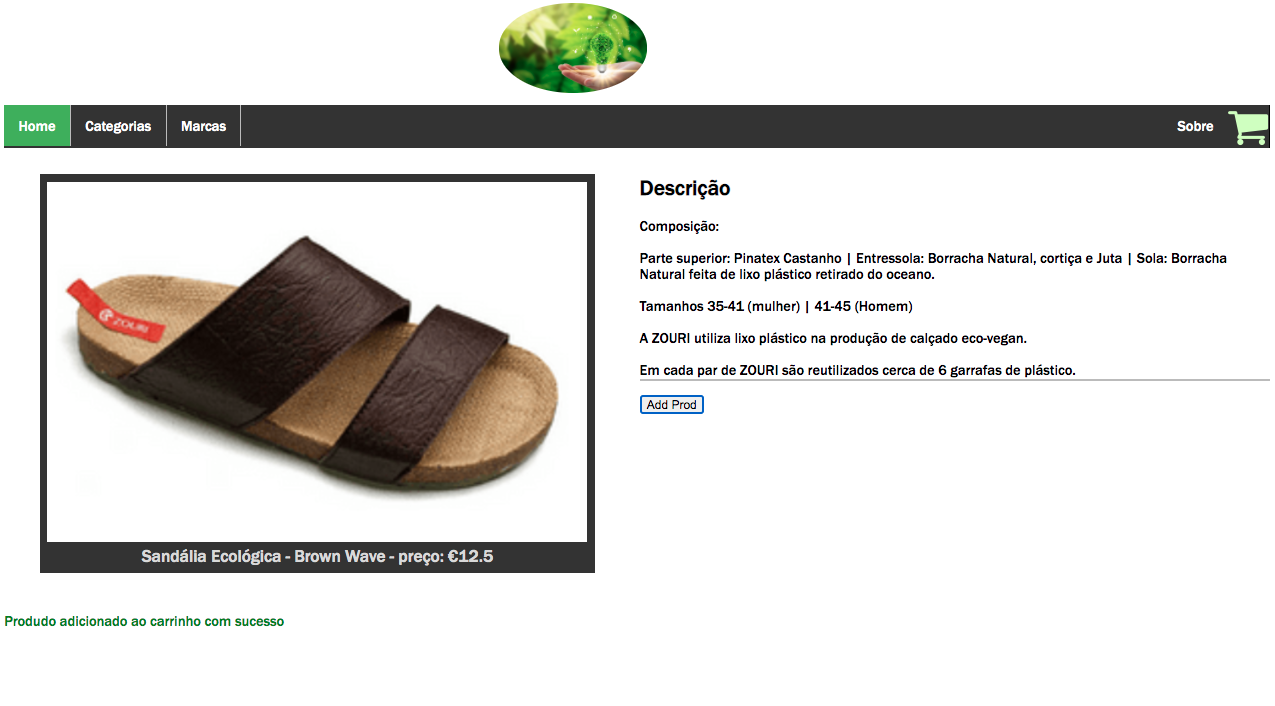 Home
Categorias
Marcas
Sobre
Descrição
Composição:
Parte superior: Pinatex Castanho | Entressola: Borracha Natural, cortiça e Juta | Sola: Borracha
Natural feita de lixo plástico retirado do oceano.
Tamanhos 35-41 (mulher) | 41-45 (Homem)
A ZOURI utiliza lixo plástico na produção de calçado eco-vegan.
Em cada par de ZOURI são reutilizados cerca de 6 garrafas de plástico.
Add Prod
ZOURI
Sandália Ecológica - Brown Wave - preço: €12.5
Produdo adicionado ao carrinho com sucesso